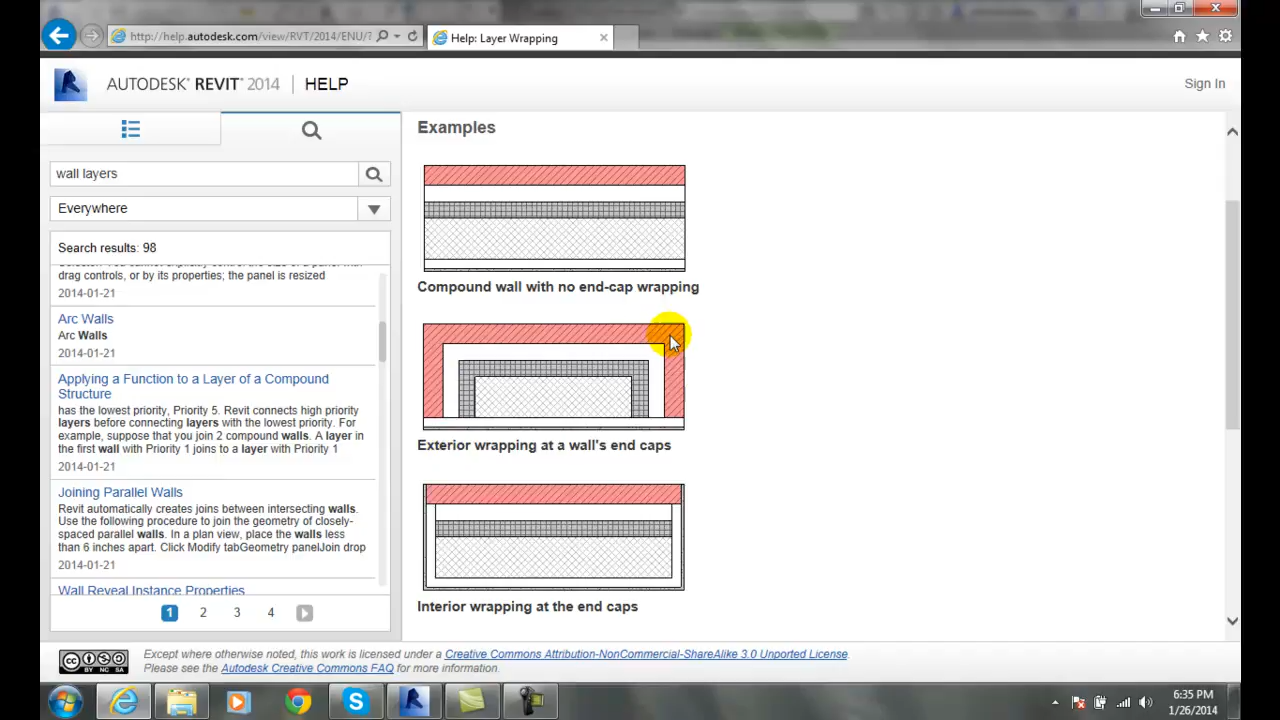 http://help.autodesk.com/view/RVT/2014/ENU/?
Help: Layer Wrapping
AUTODESK® REVIT® 2014 | HELP
Sign In
wall layers
Everywhere
Search results: 98
drag controls, or by its properties; the panel is resized
2014-01-21
Arc Walls
Arc Walls
2014-01-21
Applying a Function to a Layer of a Compound
Structure
has the lowest priority, Priority 5. Revit connects high priority
layers before connecting layers with the lowest priority. For
example, suppose that you join 2 compound walls. A layer in
the first wall with Priority 1 joins to a layer with Priority 1
2014-01-21
Joining Parallel Walls
Revit automatically creates joins between intersecting walls.
Use the following procedure to join the geometry of closely-
spaced parallel walls. In a plan view, place the walls less
than 6 inches apart. Click Modify tabGeometry panelJoin drop
2014-01-21
Wall Reveal Instance Properties
1 2 3 4
Examples
Compound wall with no end-cap wrapping
Exterior wrapping at a wall's end caps
Interior wrapping at the end caps
cc BY NC SA
Except where otherwise noted, this work is licensed under a Creative Commons Attribution-NonCommercial-ShareAlike 3.0 Unported License.
Please see the Autodesk Creative Commons FAQ for more information.
6:35 PM
1/26/2014